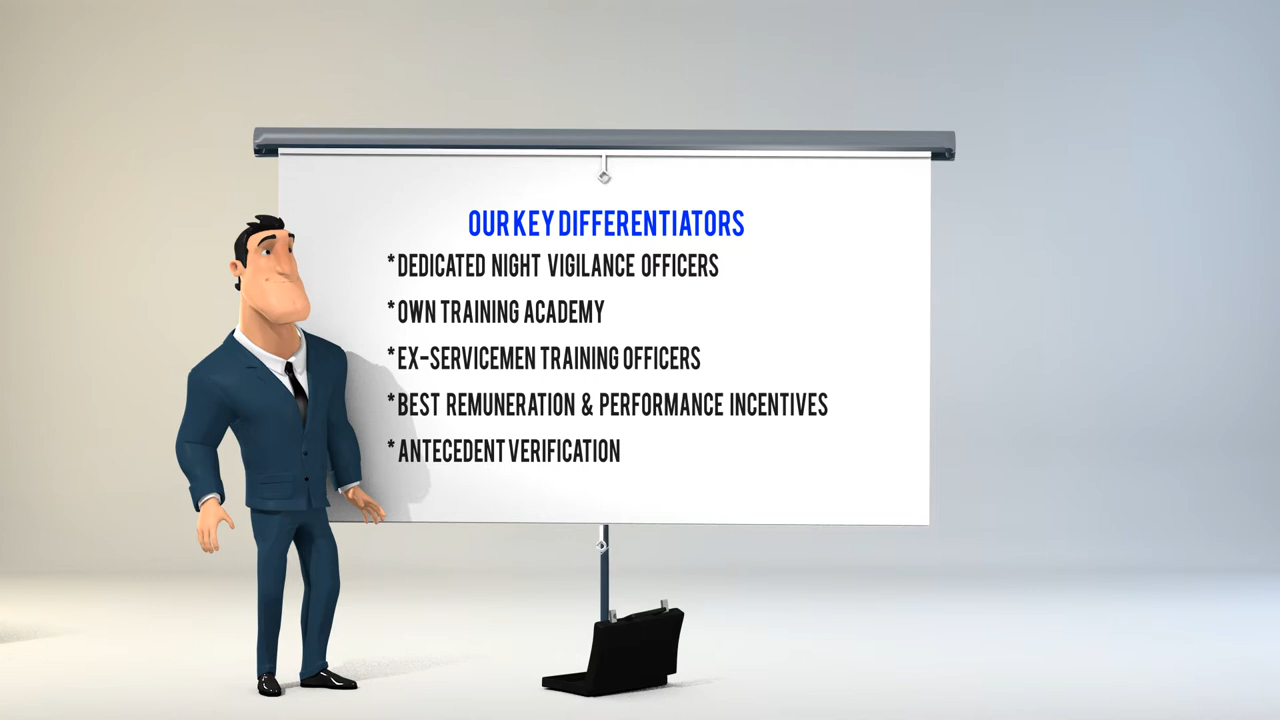 OUR KEY DIFFERENTIATORS
*DEDICATED NIGHT VIGILANCE OFFICERS
*OWN TRAINING ACADEMY
*EX-SERVICEMEN TRAINING OFFICERS
*BEST REMUNERATION & PERFORMANCE INCENTIVES
*ANTECEDENT VERIFICATION